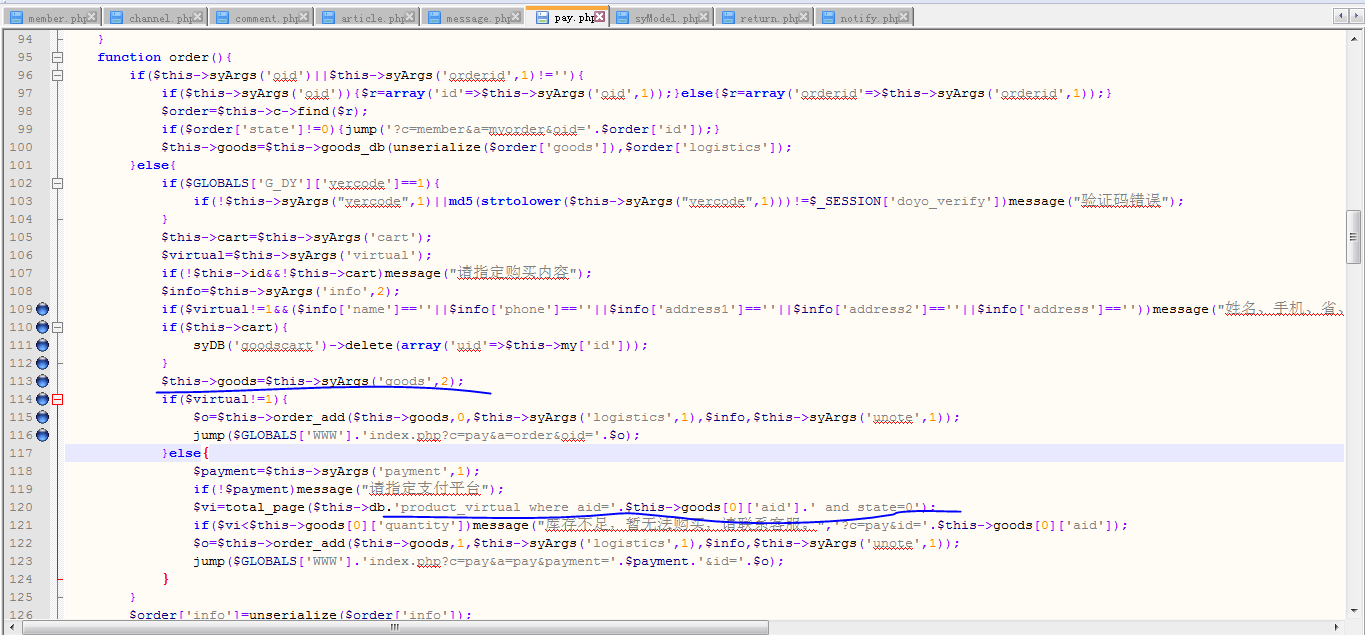 member.php channel.php comment.php article.php message.php pay.php syModel.php return.php notify.php
94 }
95 function order(){
96 if($this->syArgs('oid')||$this->syArgs('orderid',1)!=''){
97 if($this->syArgs('oid')){$r=array('id'=>$this->syArgs('oid',1));}else{$r=array('orderid'=>$this->syArgs('orderid',1));}
98 $order=$this->c->find($r);
99 if($order['state']!=0){jump('?c=member&a=myorder&oid='.$order['id']);}
100 $this->goods=$this->goods_db(unserialize($order['goods']),$order['logistics']);
101 }else{
102 if($GLOBALS['G_DY']['vercode']==1){
103 if(!$this->syArgs("vercode",1)||md5(strtolower($this->syArgs("vercode",1)))!=$_SESSION['doyo_verify'])message("验证码错误");
104 }
105 $this->cart=$this->syArgs('cart');
106 $virtual=$this->syArgs('virtual');
107 if(!$this->id&&!$this->cart)message("请指定购买内容");
108 $info=$this->syArgs('info',2);
109 if($virtual!=1&&($info['name']==''||$info['phone']==''||$info['address1']==''||$info['address2']==''||$info['address']==''))message("姓名、手机、省、
110 if($this->cart){
111 syDB('goodscart')->delete(array('uid'=>$this->my['id']));
112 }
113 $this->goods=$this->syArgs('goods',2);
114 if($virtual!=1){
115 $o=$this->order_add($this->goods,0,$this->syArgs('logistics',1),$info,$this->syArgs('unote',1));
116 jump($GLOBALS['WWW'].'index.php?c=pay&a=order&oid='.$o);
117 }else{
118 $payment=$this->syArgs('payment',1);
119 if(!$payment)message("请指定支付平台");
120 $vi=total_page($this->db.'product_virtual where aid='.$this->goods[0]['aid'].' and state=0');
121 if($vi<$this->goods[0]['quantity'])message("库存不足，暂无法购买，请联系客服。",'?c=pay&id='.$this->goods[0]['aid']);
122 $o=$this->order_add($this->goods,1,$this->syArgs('logistics',1),$info,$this->syArgs('unote',1));
123 jump($GLOBALS['WWW'].'index.php?c=pay&a=pay&payment='.$payment.'&id='.$o);
124 }
125 }
126 $order['info']=unserialize($order['info']);